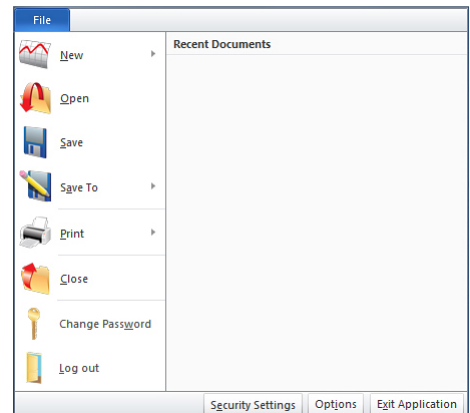 File
New
Open
Save
Save To
Print
Close
Change Password
Log out
Recent Documents
Security Settings
Options
Exit Application